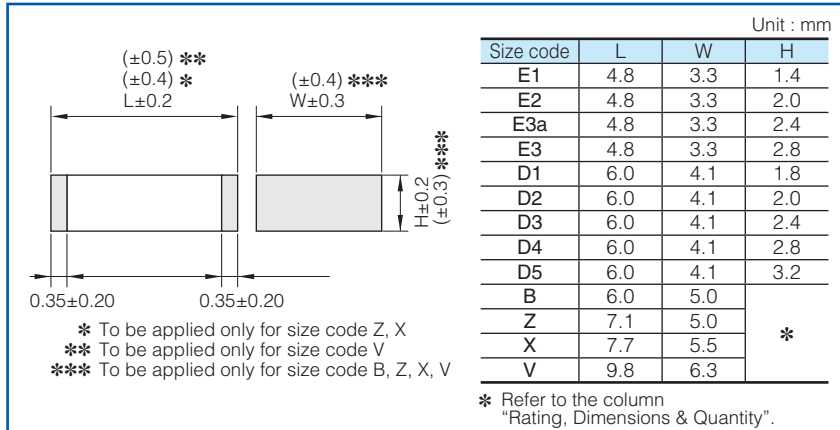 Unit : mm
(±0.5) **
(±0.4) *
L±0.2
(±0.4) ***
W±0.3
H±0.2
(±0.3) ***
0.35±0.20 0.35±0.20
* To be applied only for size code Z, X
** To be applied only for size code V
*** To be applied only for size code B, Z, X, V
Size code L W H
E1 4.8 3.3 1.4
E2 4.8 3.3 2.0
E3a 4.8 3.3 2.4
E3 4.8 3.3 2.8
D1 6.0 4.1 1.8
D2 6.0 4.1 2.0
D3 6.0 4.1 2.4
D4 6.0 4.1 2.8
D5 6.0 4.1 3.2
B 6.0 5.0
Z 7.1 5.0
*
X 7.7 5.5
V 9.8 6.3
* Refer to the column
“Rating, Dimensions & Quantity”.